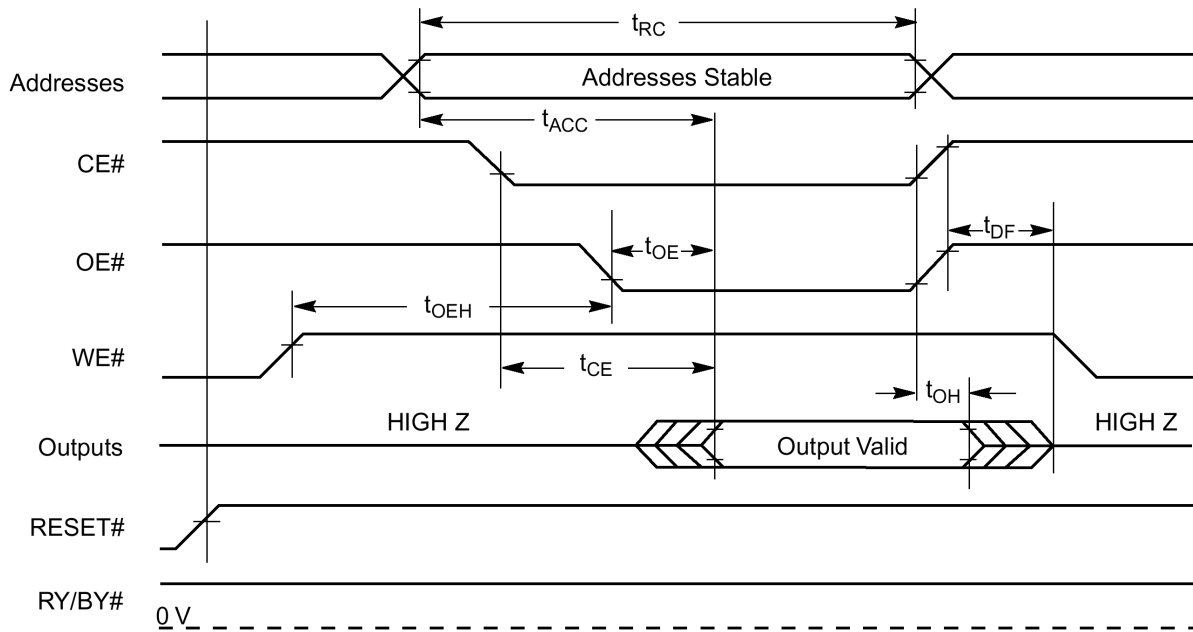 tRC
Addresses
Addresses Stable
tACC
CE#
tDF
OE#
tOE
tOEH
WE#
tCE
tOH
HIGH Z
HIGH Z
Outputs
Output Valid
RESET#
RY/BY#
0 V